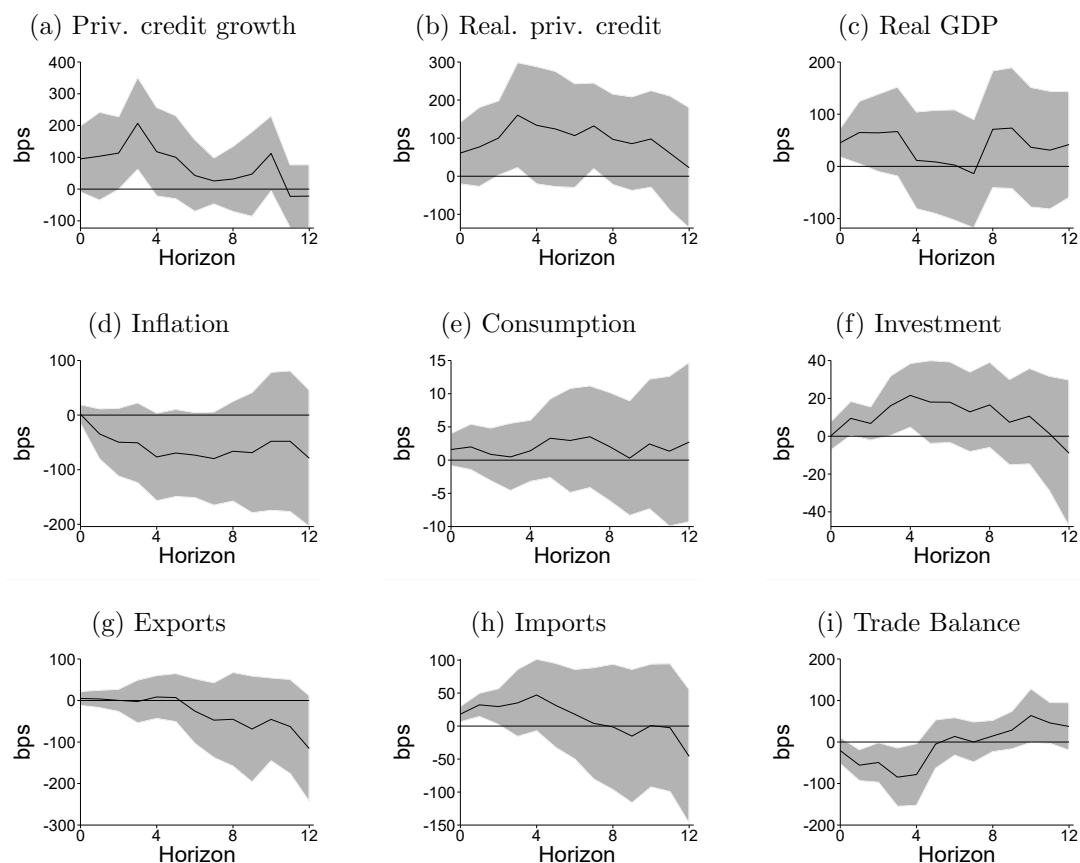 (a) Priv. credit growth
400
300
200
100
0
-100
bps
0 4 8 12
Horizon
(b) Real. priv. credit
300
200
100
0
-100
bps
0 4 8 12
Horizon
(c) Real GDP
200
100
0
-100
bps
0 4 8 12
Horizon
(d) Inflation
100
0
-100
-200
bps
0 4 8 12
Horizon
(e) Consumption
15
10
5
0
-5
-10
bps
0 4 8 12
Horizon
(f) Investment
40
20
0
-20
-40
bps
0 4 8 12
Horizon
(g) Exports
100
0
-100
-200
-300
bps
0 4 8 12
Horizon
(h) Imports
100
50
0
-50
-100
-150
bps
0 4 8 12
Horizon
(i) Trade Balance
200
100
0
-100
-200
bps
0 4 8 12
Horizon